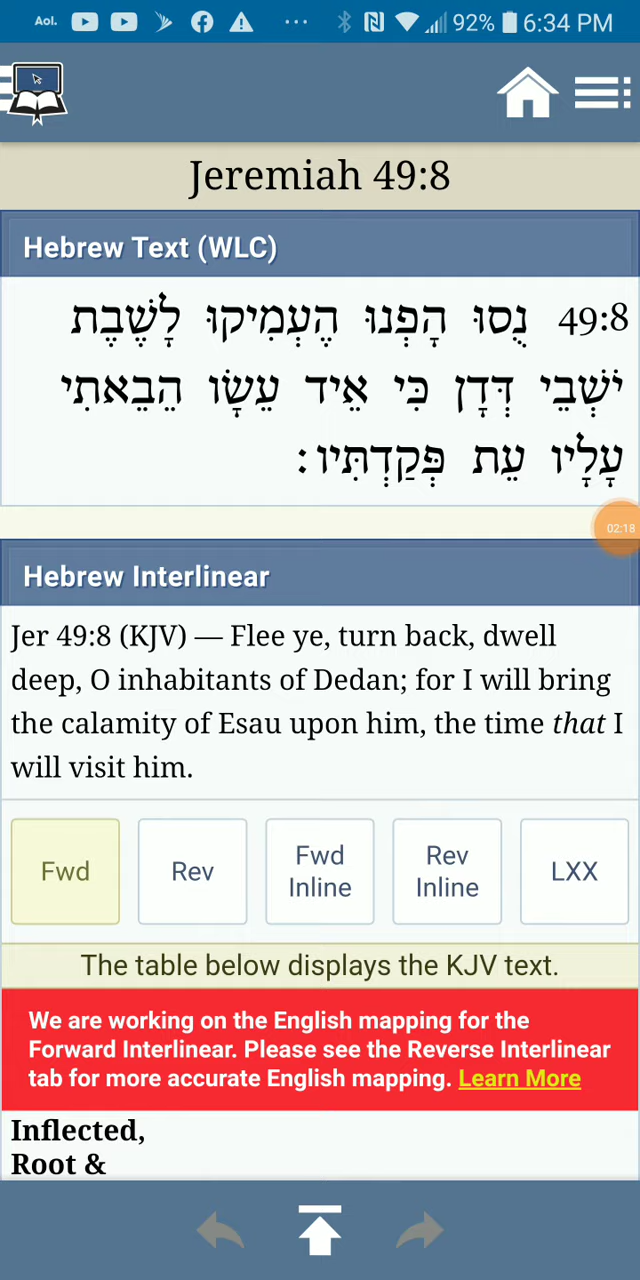 Aol. ... 92% 6:34 PM
Jeremiah 49:8
Hebrew Text (WLC)
49:8 נֻסוּ הָפְנוּ הֶעְמִיקוּ לָשֶׁבֶת
יֹשְׁבֵי דְּדָן כִּי אֵיד עֵשָׂו הֵבֵאתִי
עָלָיו עֵת פְּקַדְתִּיו׃
02:18
Hebrew Interlinear
Jer 49:8 (KJV) — Flee ye, turn back, dwell
deep, O inhabitants of Dedan; for I will bring
the calamity of Esau upon him, the time that I
will visit him.
Fwd Rev Fwd Inline Rev Inline LXX
The table below displays the KJV text.
We are working on the English mapping for the
Forward Interlinear. Please see the Reverse Interlinear
tab for more accurate English mapping. Learn More
Inflected,
Root &